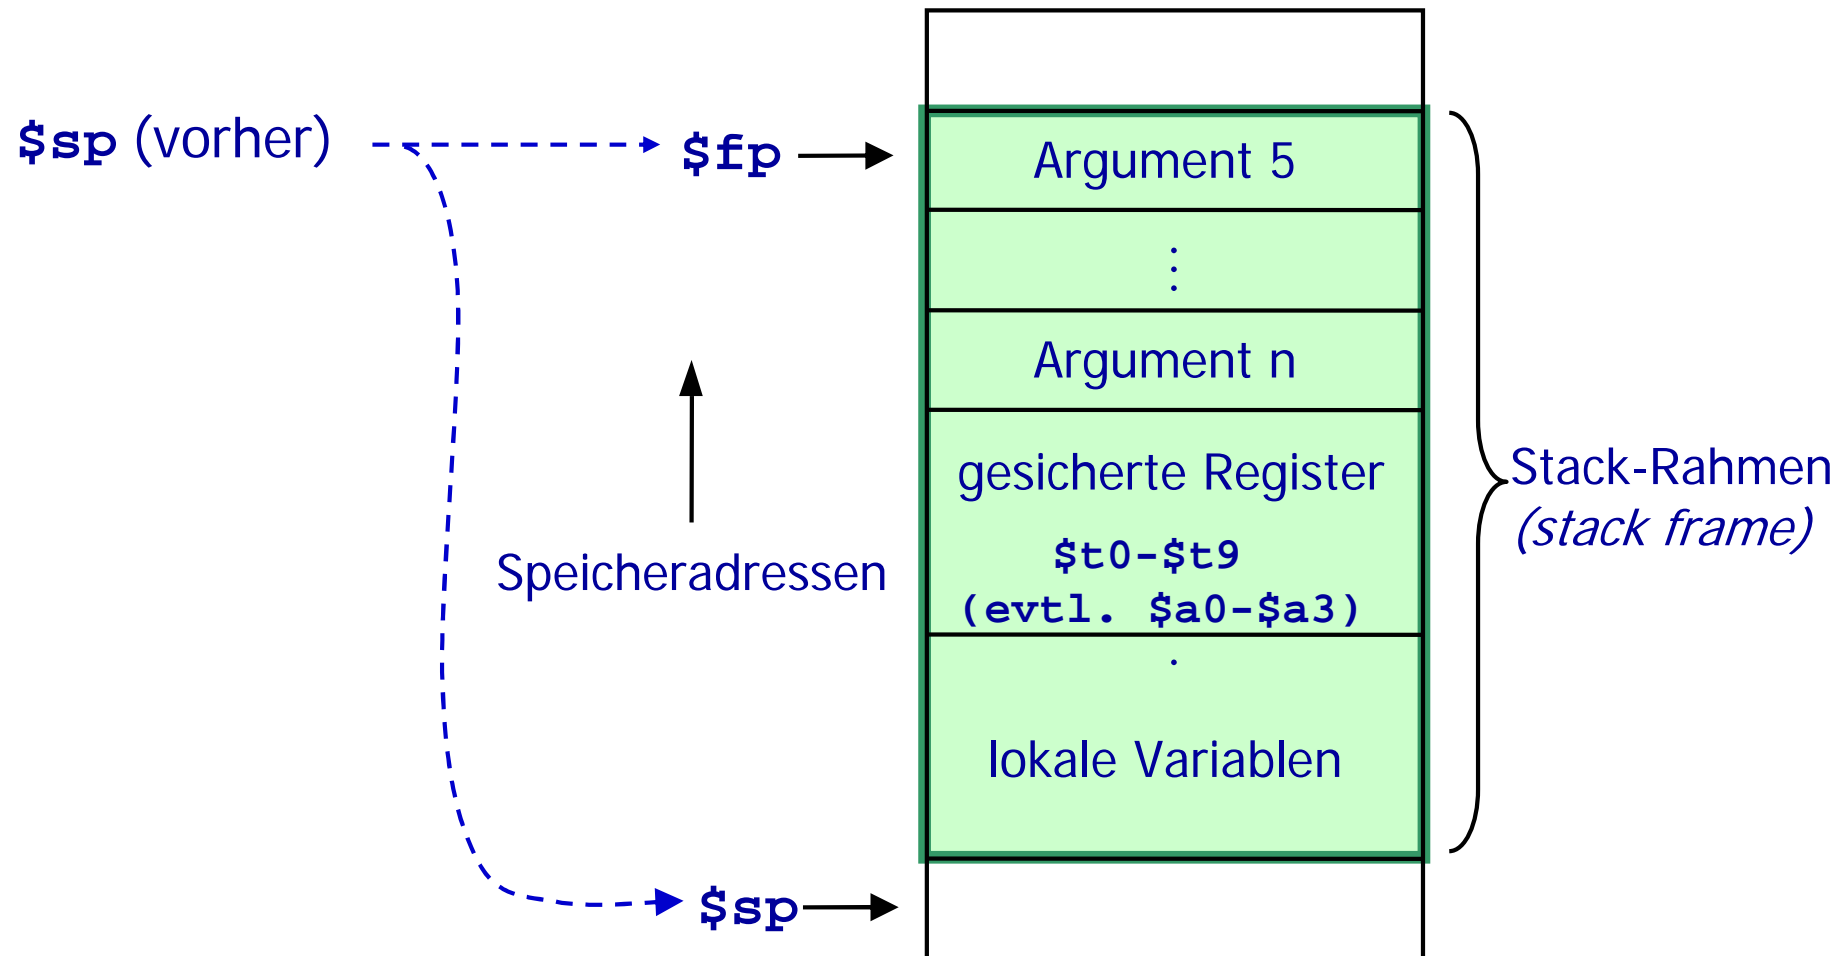 $sp (vorher)
$fp
Argument 5
⋮
Argument n
gesicherte Register
$t0-$t9
(evtl. $a0-$a3)
.
lokale Variablen
Speicheradressen
$sp
Stack-Rahmen
(stack frame)